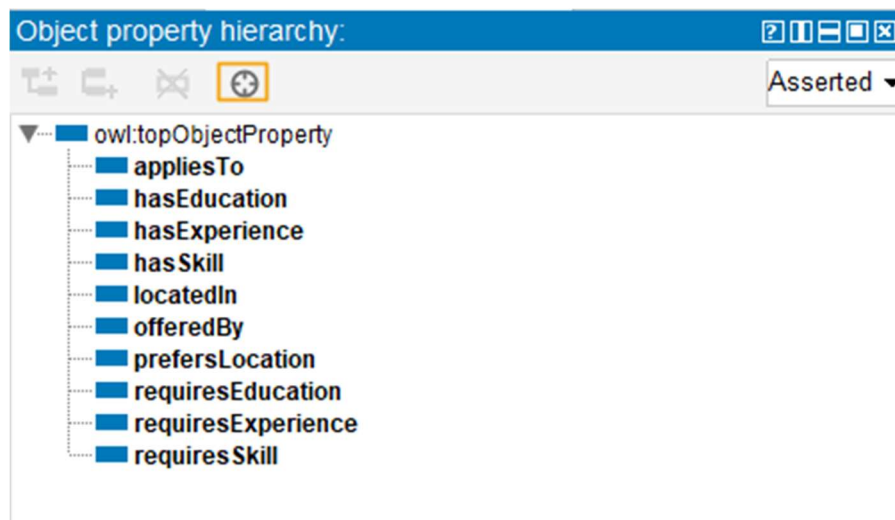 Object property hierarchy:
Asserted
owl:topObjectProperty
appliesTo
hasEducation
hasExperience
hasSkill
locatedIn
offeredBy
prefersLocation
requiresEducation
requiresExperience
requiresSkill